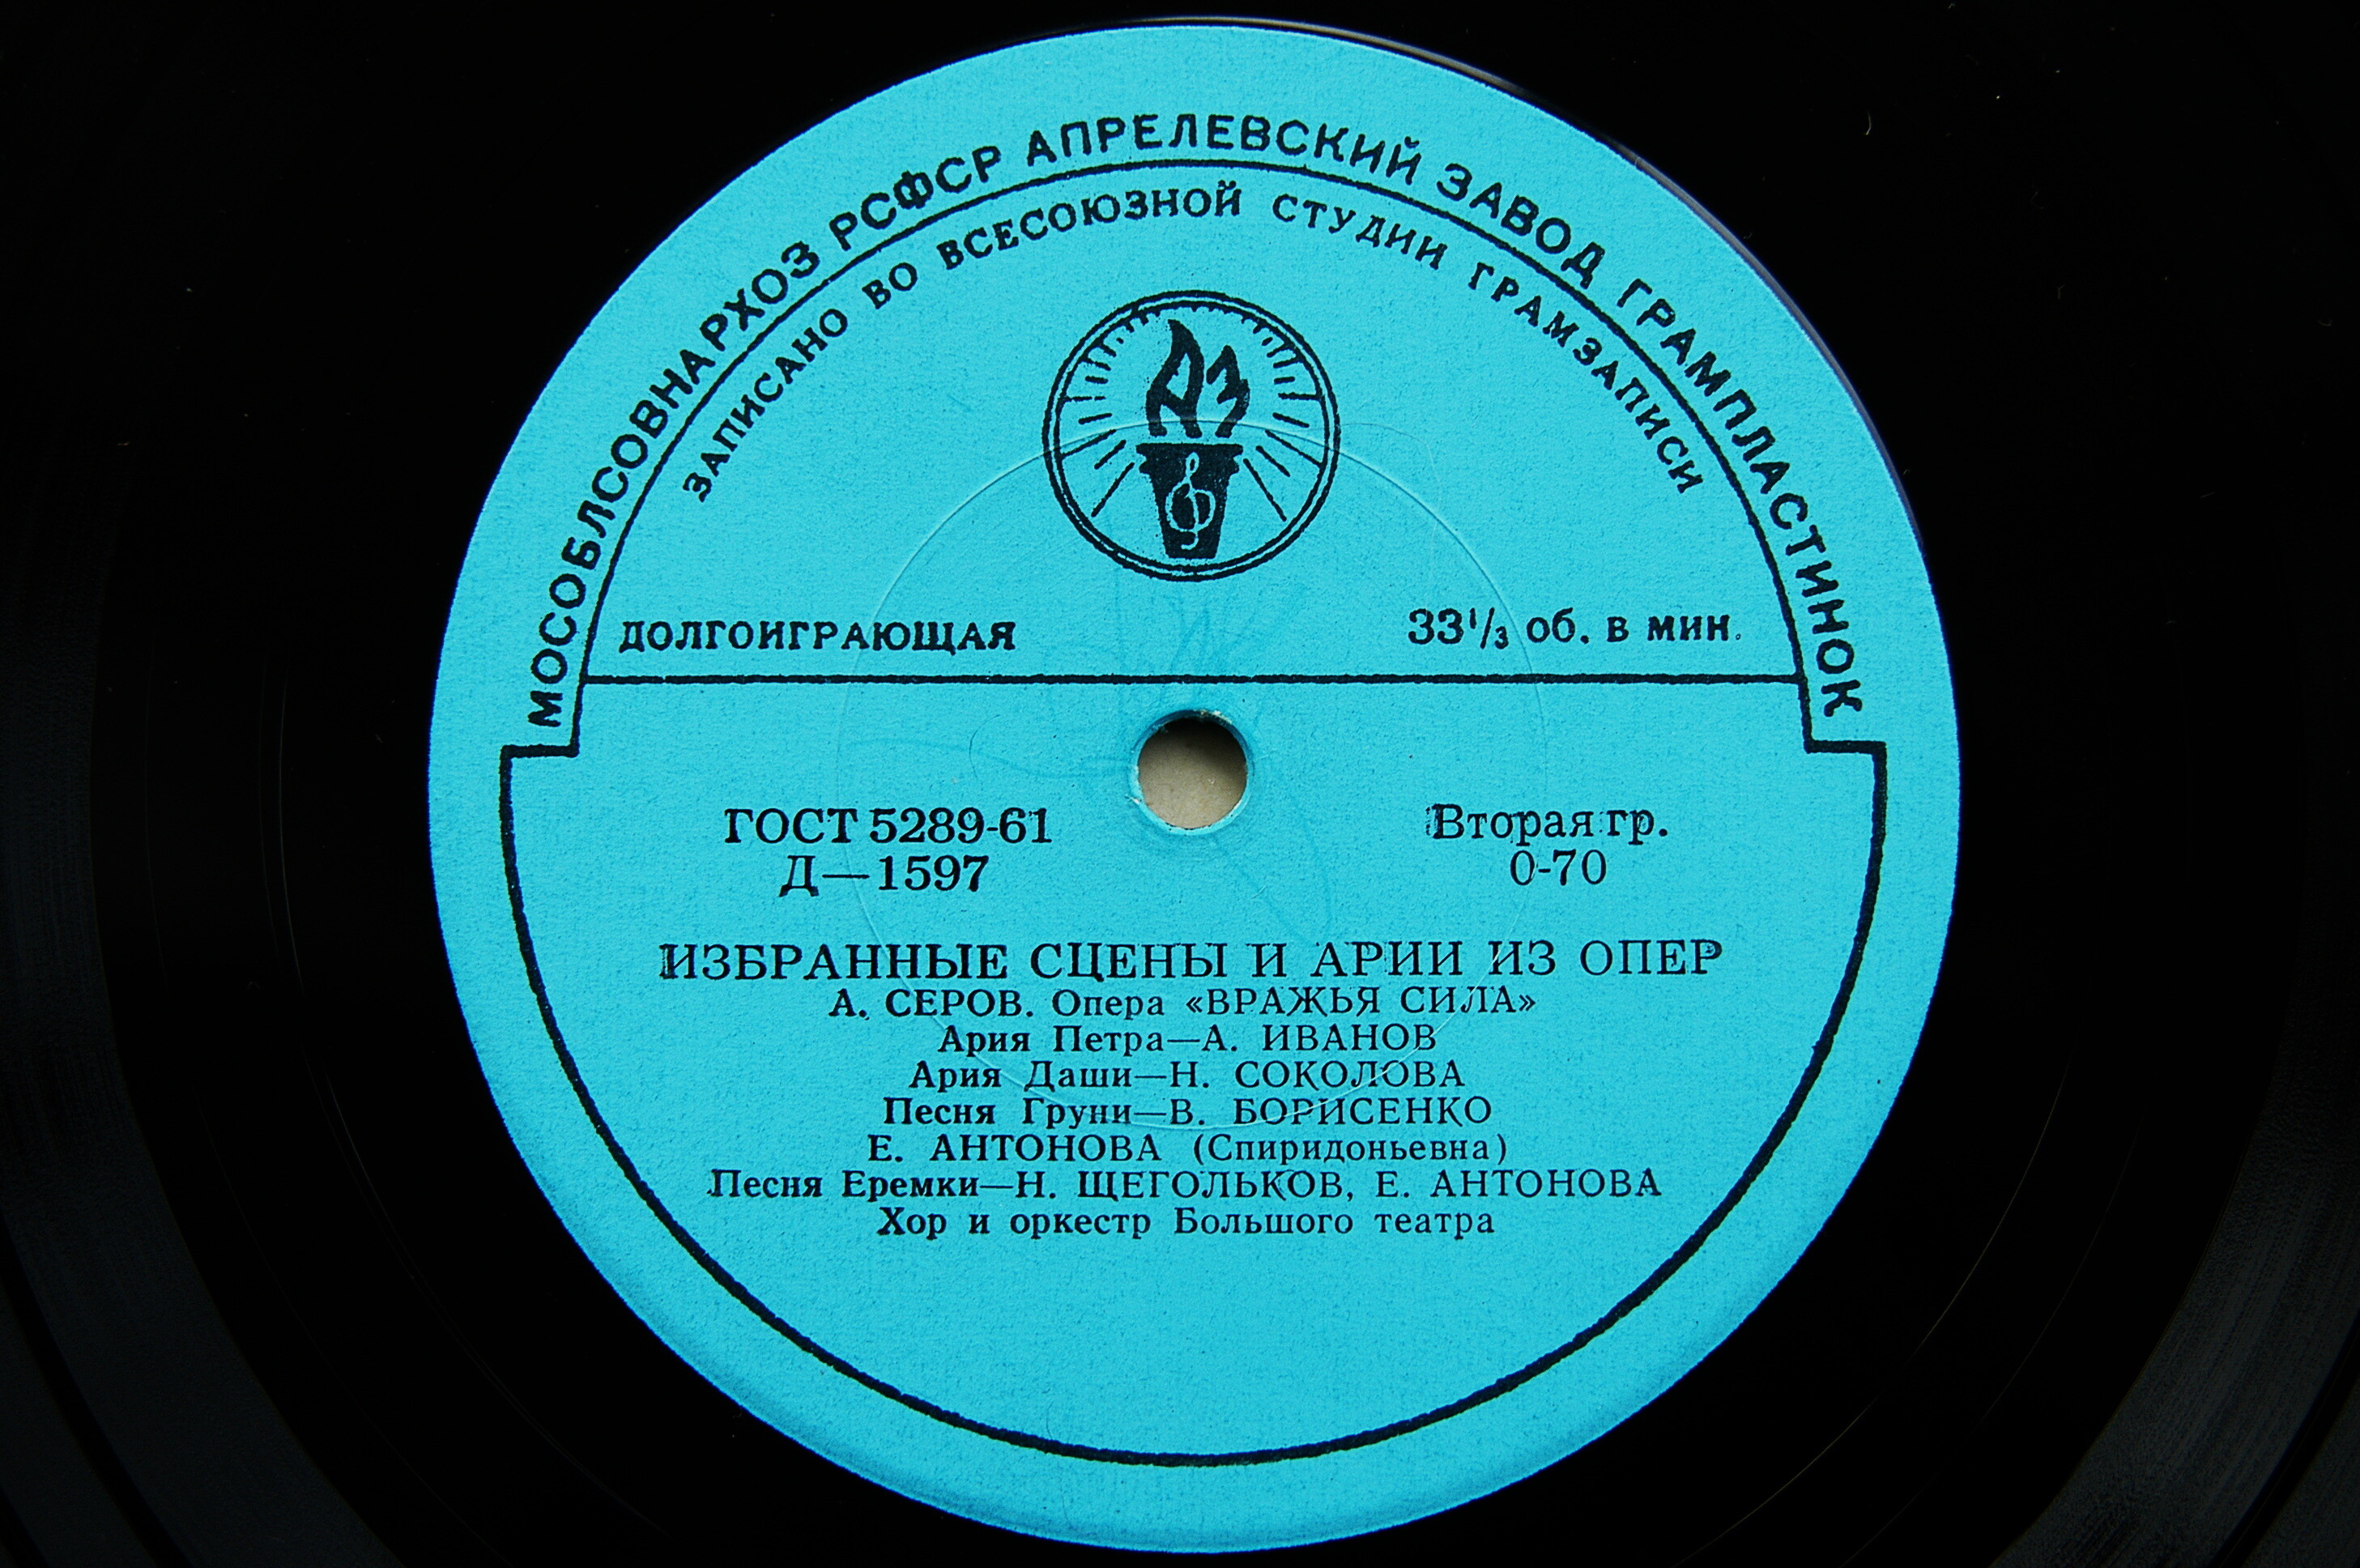 МОСОБЛСОВНАРХОЗ РСФСР АПРЕЛЕВСКИЙ ЗАВОД ГРАМПЛАСТИНОК
ЗАПИСАНО ВО ВСЕСОЮЗНОЙ СТУДИИ ГРАМЗАПИСИ
АЗ
ДОЛГОИГРАЮЩАЯ 33 1/3 об. в мин.
ГОСТ 5289-61 Вторая гр.
Д—1597 0-70
ИЗБРАННЫЕ СЦЕНЫ И АРИИ ИЗ ОПЕР
А. СЕРОВ. Опера «ВРАЖЬЯ СИЛА»
Ария Петра—А. ИВАНОВ
Ария Даши—Н. СОКОЛОВА
Песня Груни—В. БОРИСЕНКО
Е. АНТОНОВА (Спиридоньевна)
Песня Еремки—Н. ЩЕГОЛЬКОВ, Е. АНТОНОВА
Хор и оркестр Большого театра